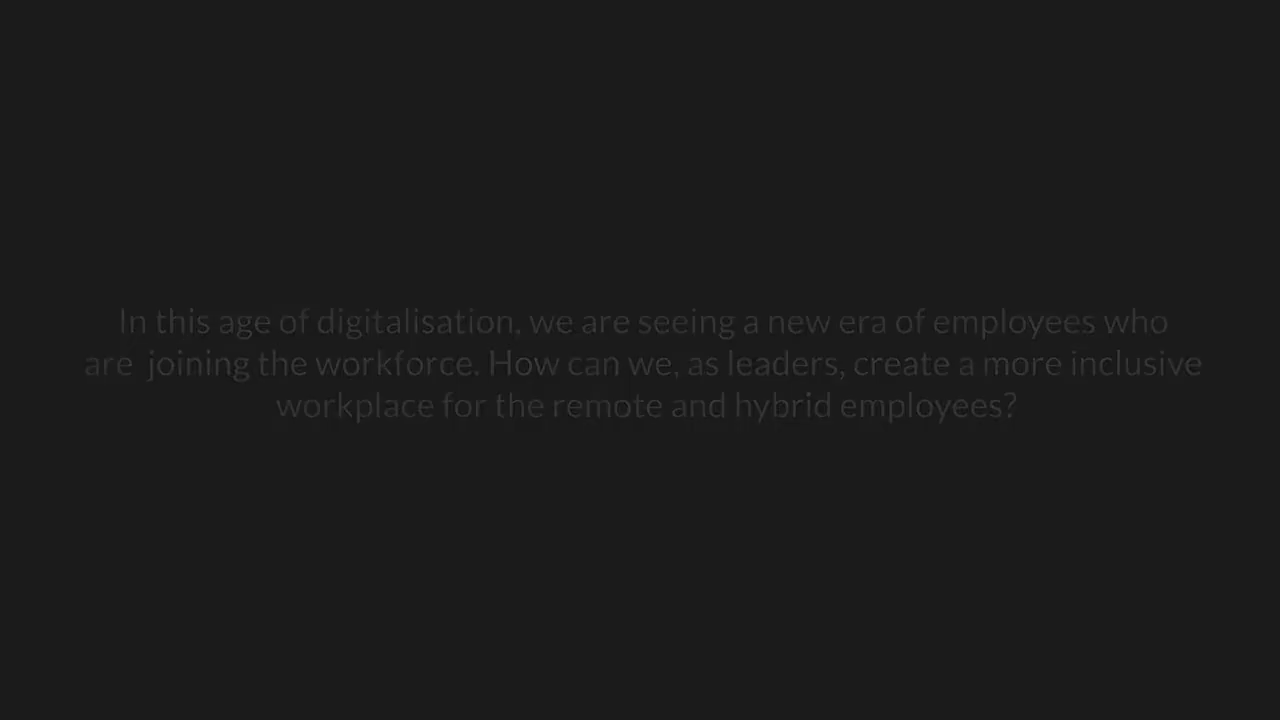 In this age of digitalisation, we are seeing a new era of employees who
are joining the workforce. How can we, as leaders, create a more inclusive
workplace for the remote and hybrid employees?